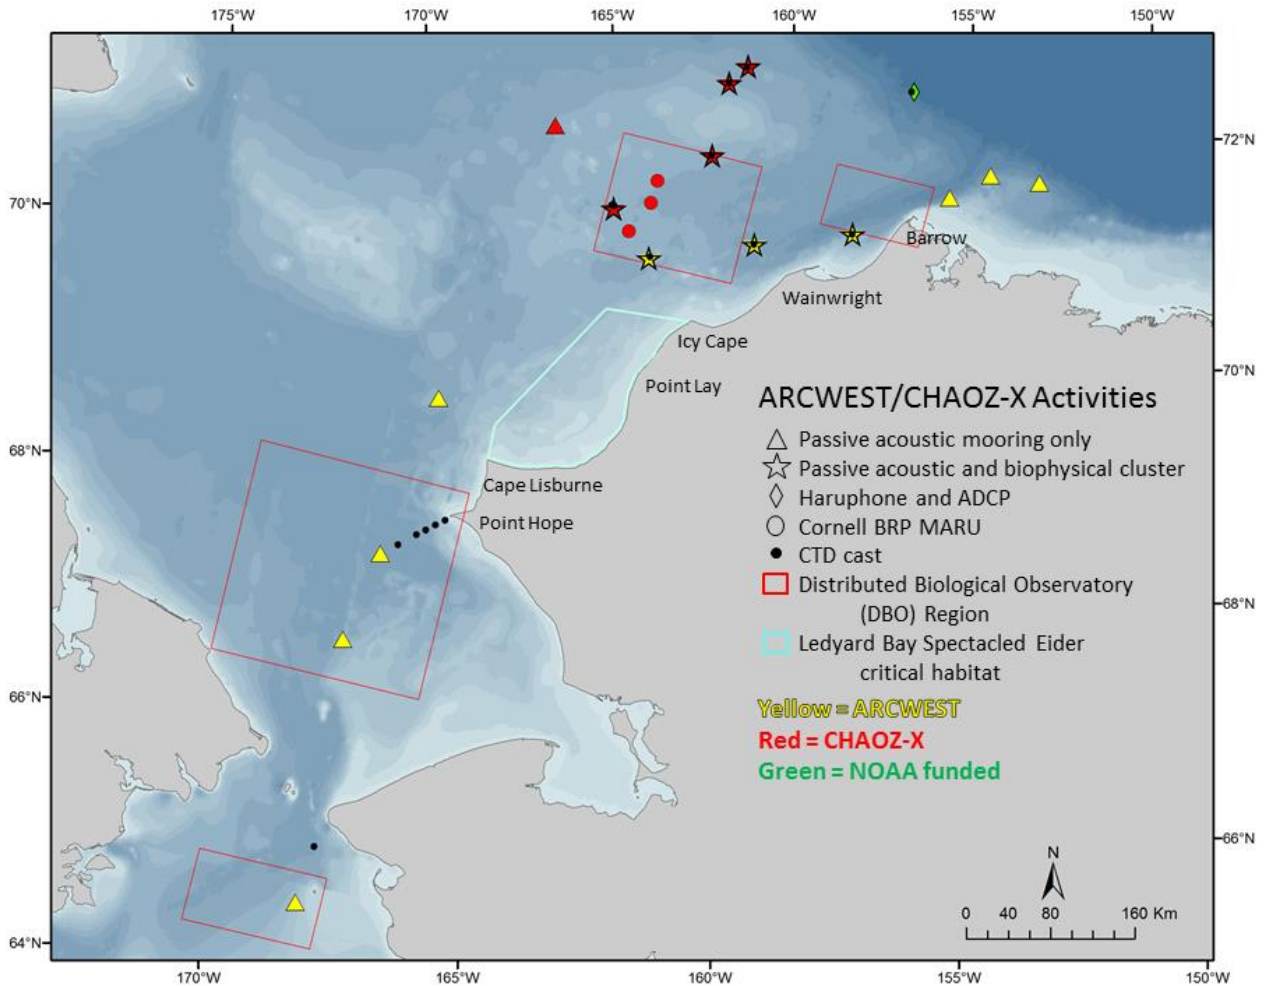 175°W 170°W 165°W 160°W 155°W 150°W
72°N
70°N
Barrow
Wainwright
Icy Cape
70°N
Point Lay
ARCWEST/CHAOZ-X Activities
Passive acoustic mooring only
68°N
Passive acoustic and biophysical cluster
Cape Lisburne
Haruphone and ADCP
Point Hope
Cornell BRP MARU
CTD cast
Distributed Biological Observatory
(DBO) Region
68°N
Ledyard Bay Spectacled Eider
critical habitat
66°N
Yellow = ARCWEST
Red = CHAOZ-X
Green = NOAA funded
66°N
N
0 40 80 160 Km
64°N
170°W 165°W 160°W 155°W 150°W